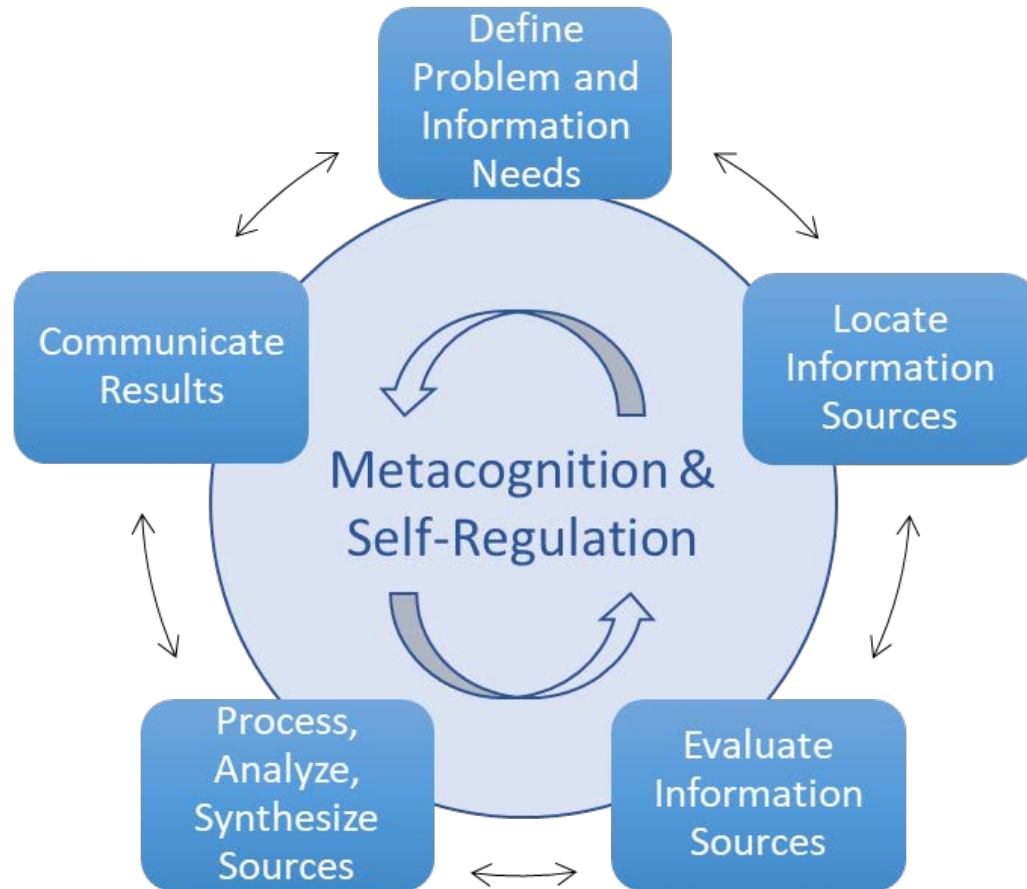 Define
Problem and
Information
Needs
Communicate
Results
Locate
Information
Sources
Metacognition &
Self-Regulation
Process,
Analyze,
Synthesize
Sources
Evaluate
Information
Sources